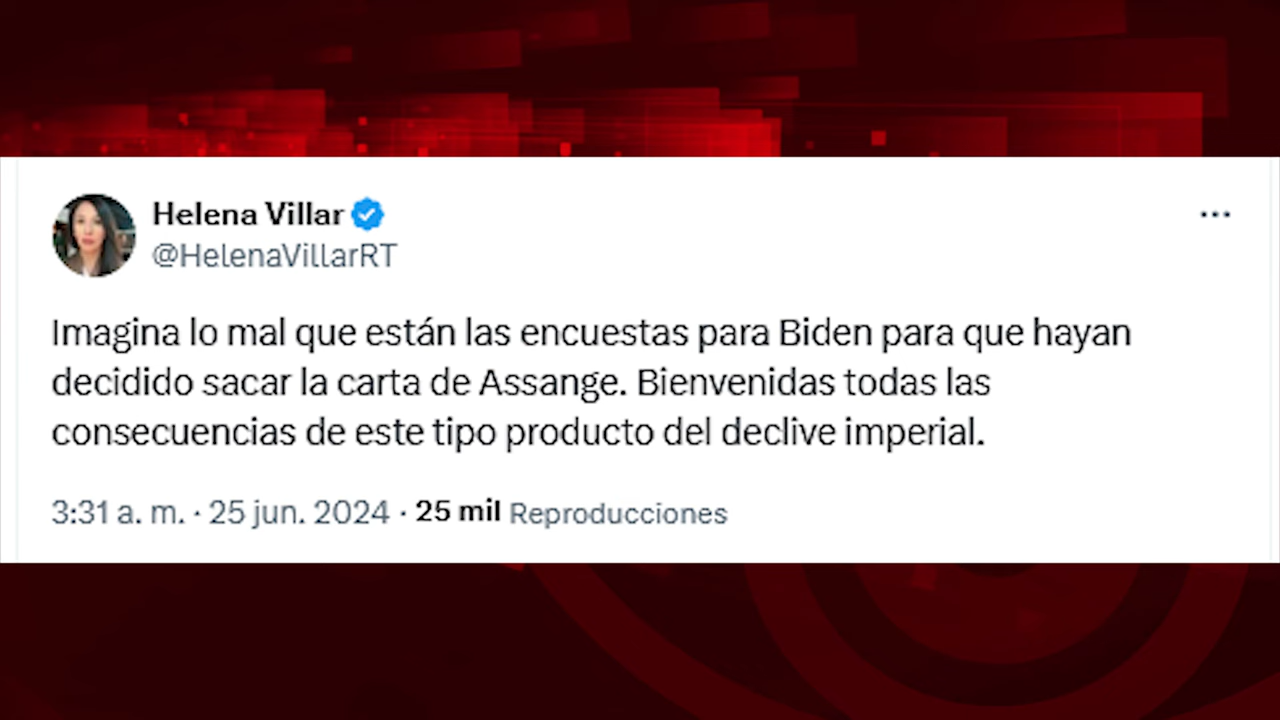 Helena Villar
@HelenaVillarRT
Imagina lo mal que están las encuestas para Biden para que hayan
decidido sacar la carta de Assange. Bienvenidas todas las
consecuencias de este tipo producto del declive imperial.
3:31 a. m. · 25 jun. 2024 · 25 mil Reproducciones